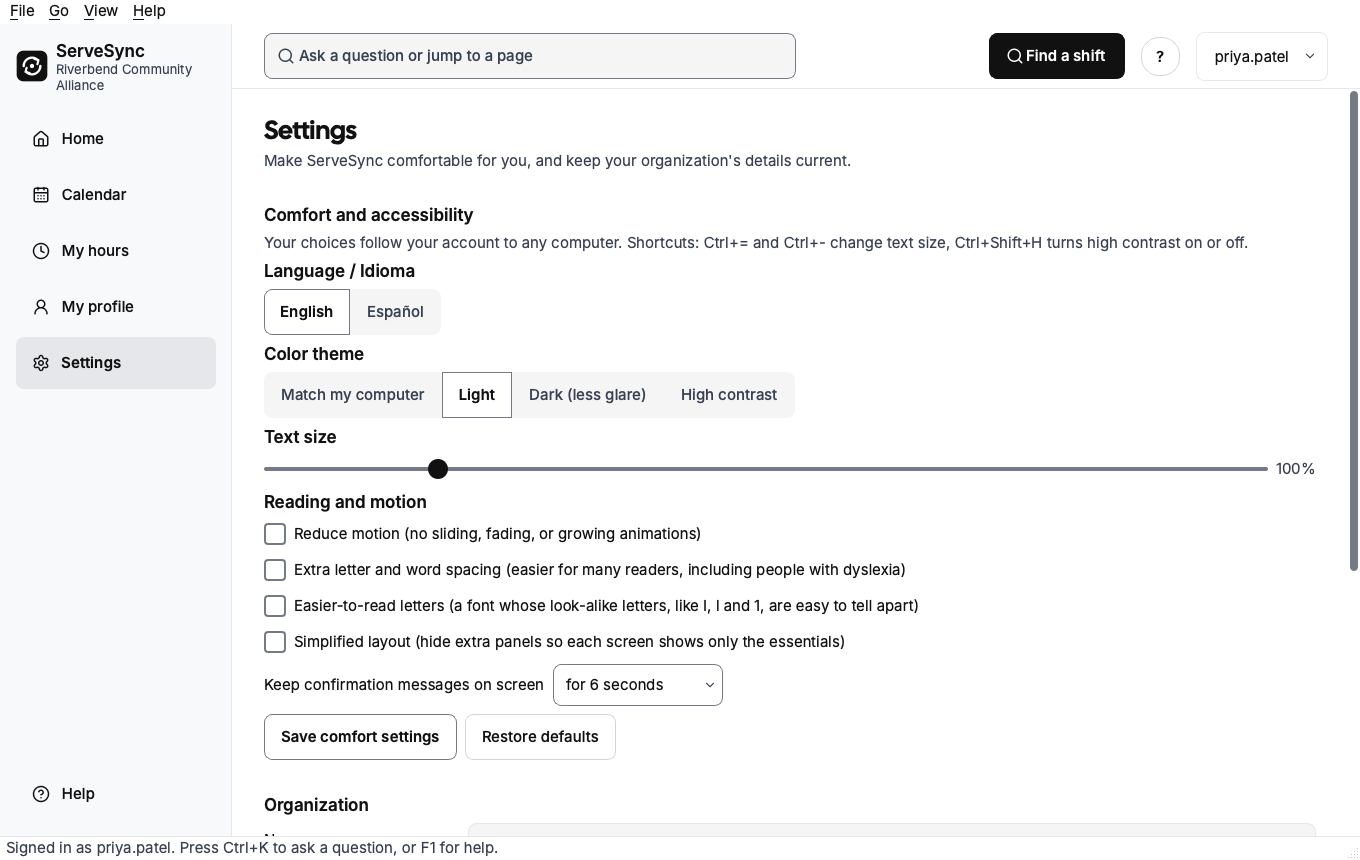 File Go View Help
ServeSync
Riverbend Community
Alliance
Ask a question or jump to a page
Find a shift
?
priya.patel
Home
Calendar
My hours
My profile
Settings
Help
Settings
Make ServeSync comfortable for you, and keep your organization's details current.
Comfort and accessibility
Your choices follow your account to any computer. Shortcuts: Ctrl+= and Ctrl+- change text size, Ctrl+Shift+H turns high contrast on or off.
Language / Idioma
English Español
Color theme
Match my computer Light Dark (less glare) High contrast
Text size
100%
Reading and motion
Reduce motion (no sliding, fading, or growing animations)
Extra letter and word spacing (easier for many readers, including people with dyslexia)
Easier-to-read letters (a font whose look-alike letters, like I, l and 1, are easy to tell apart)
Simplified layout (hide extra panels so each screen shows only the essentials)
Keep confirmation messages on screen for 6 seconds
Save comfort settings Restore defaults
Organization
Signed in as priya.patel. Press Ctrl+K to ask a question, or F1 for help.